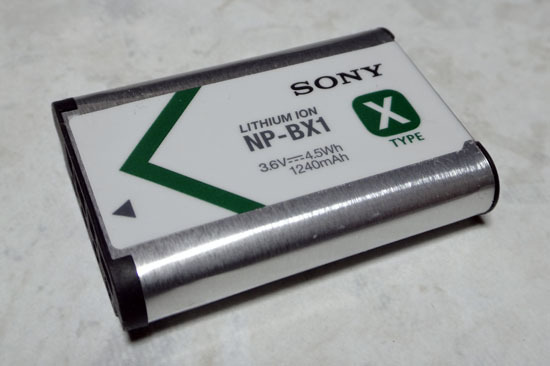 SONY
LITHIUM ION
NP-BX1
3.6V⎓4.5Wh
1240mAh
X
TYPE